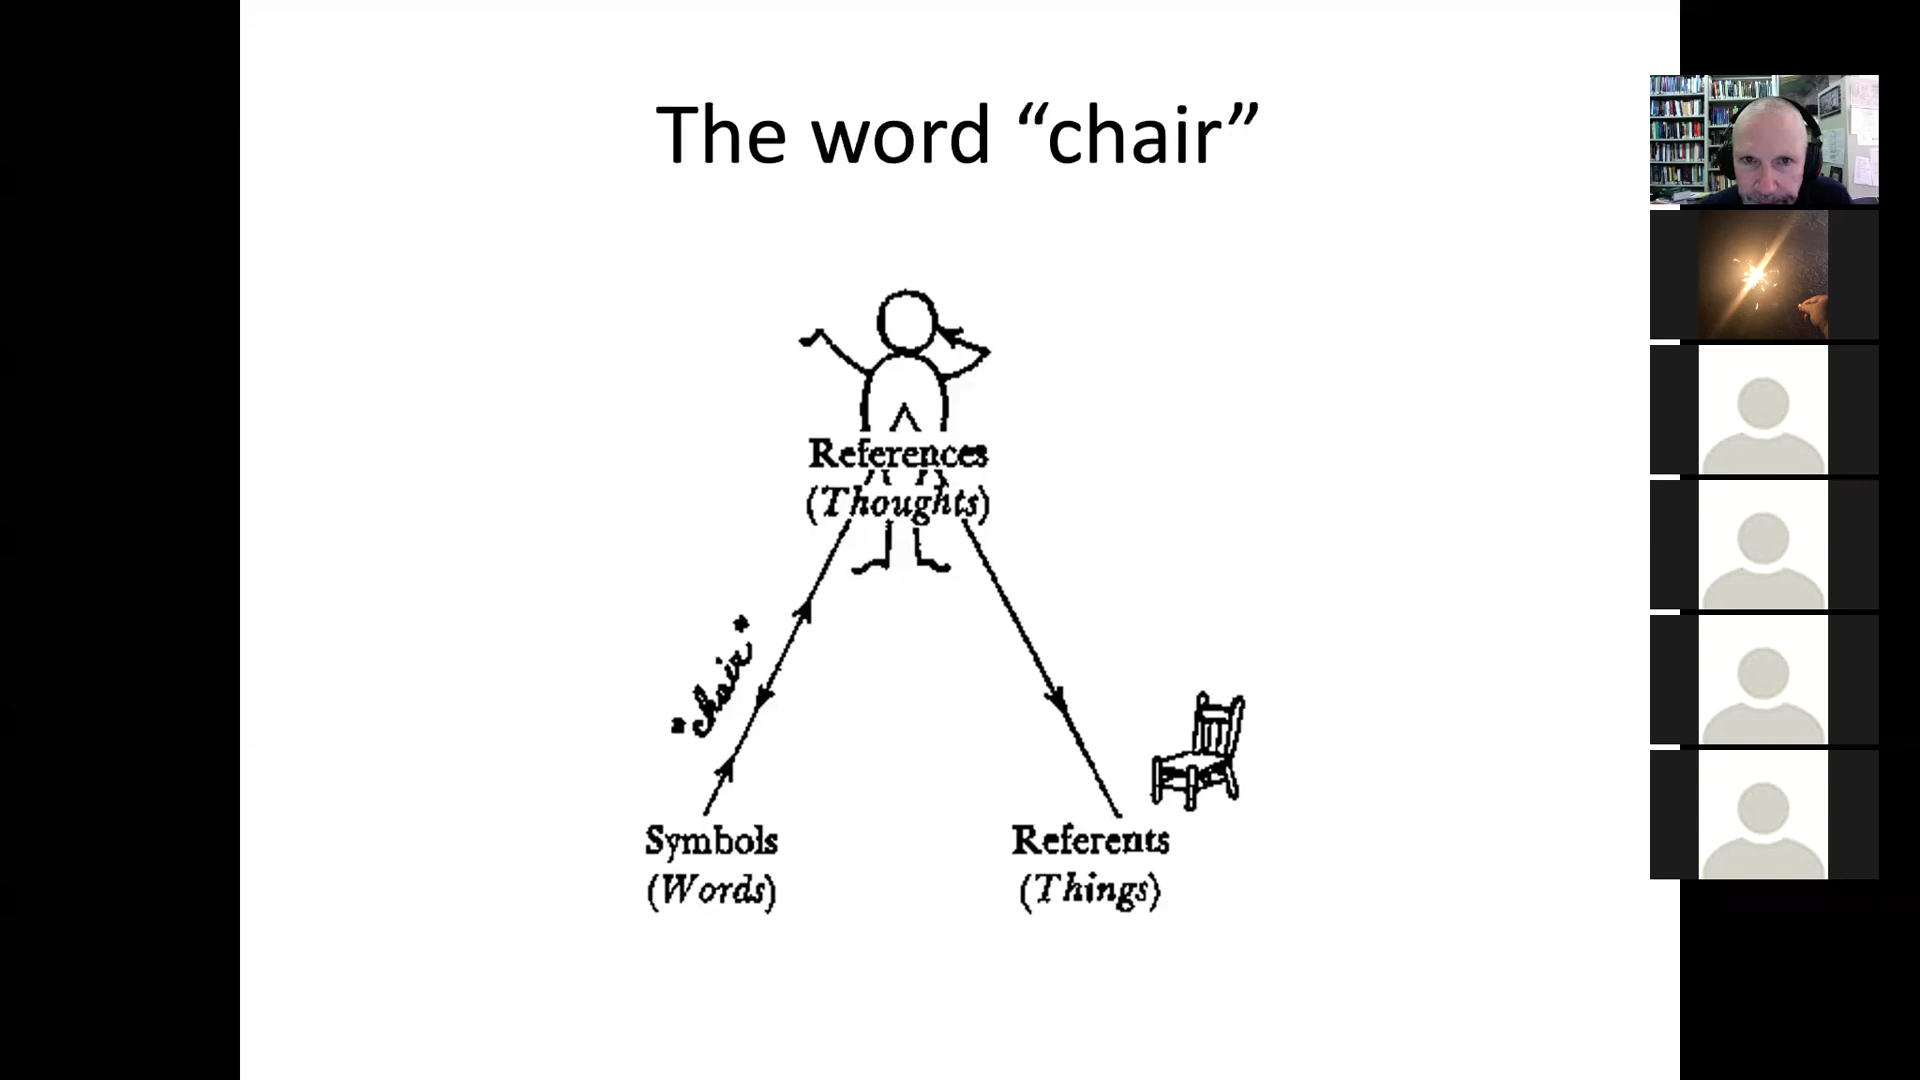 The word “chair”
References
(Thoughts)
"chair"
Symbols
(Words)
Referents
(Things)